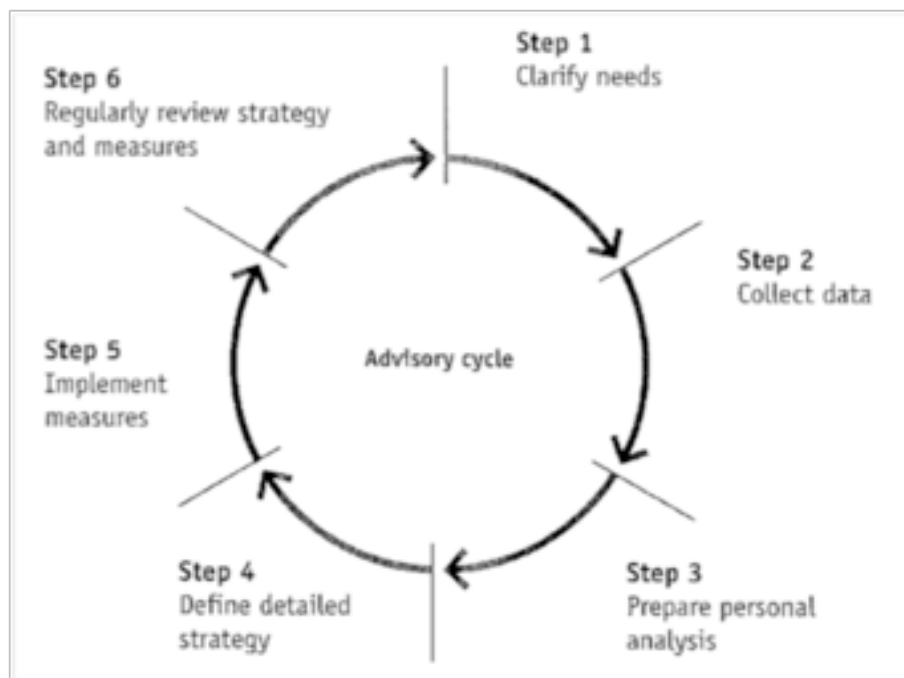 Step 1
Clarify needs
Step 2
Collect data
Step 3
Prepare personal
analysis
Step 4
Define detailed
strategy
Step 5
Implement
measures
Step 6
Regularly review strategy
and measures
Advisory cycle